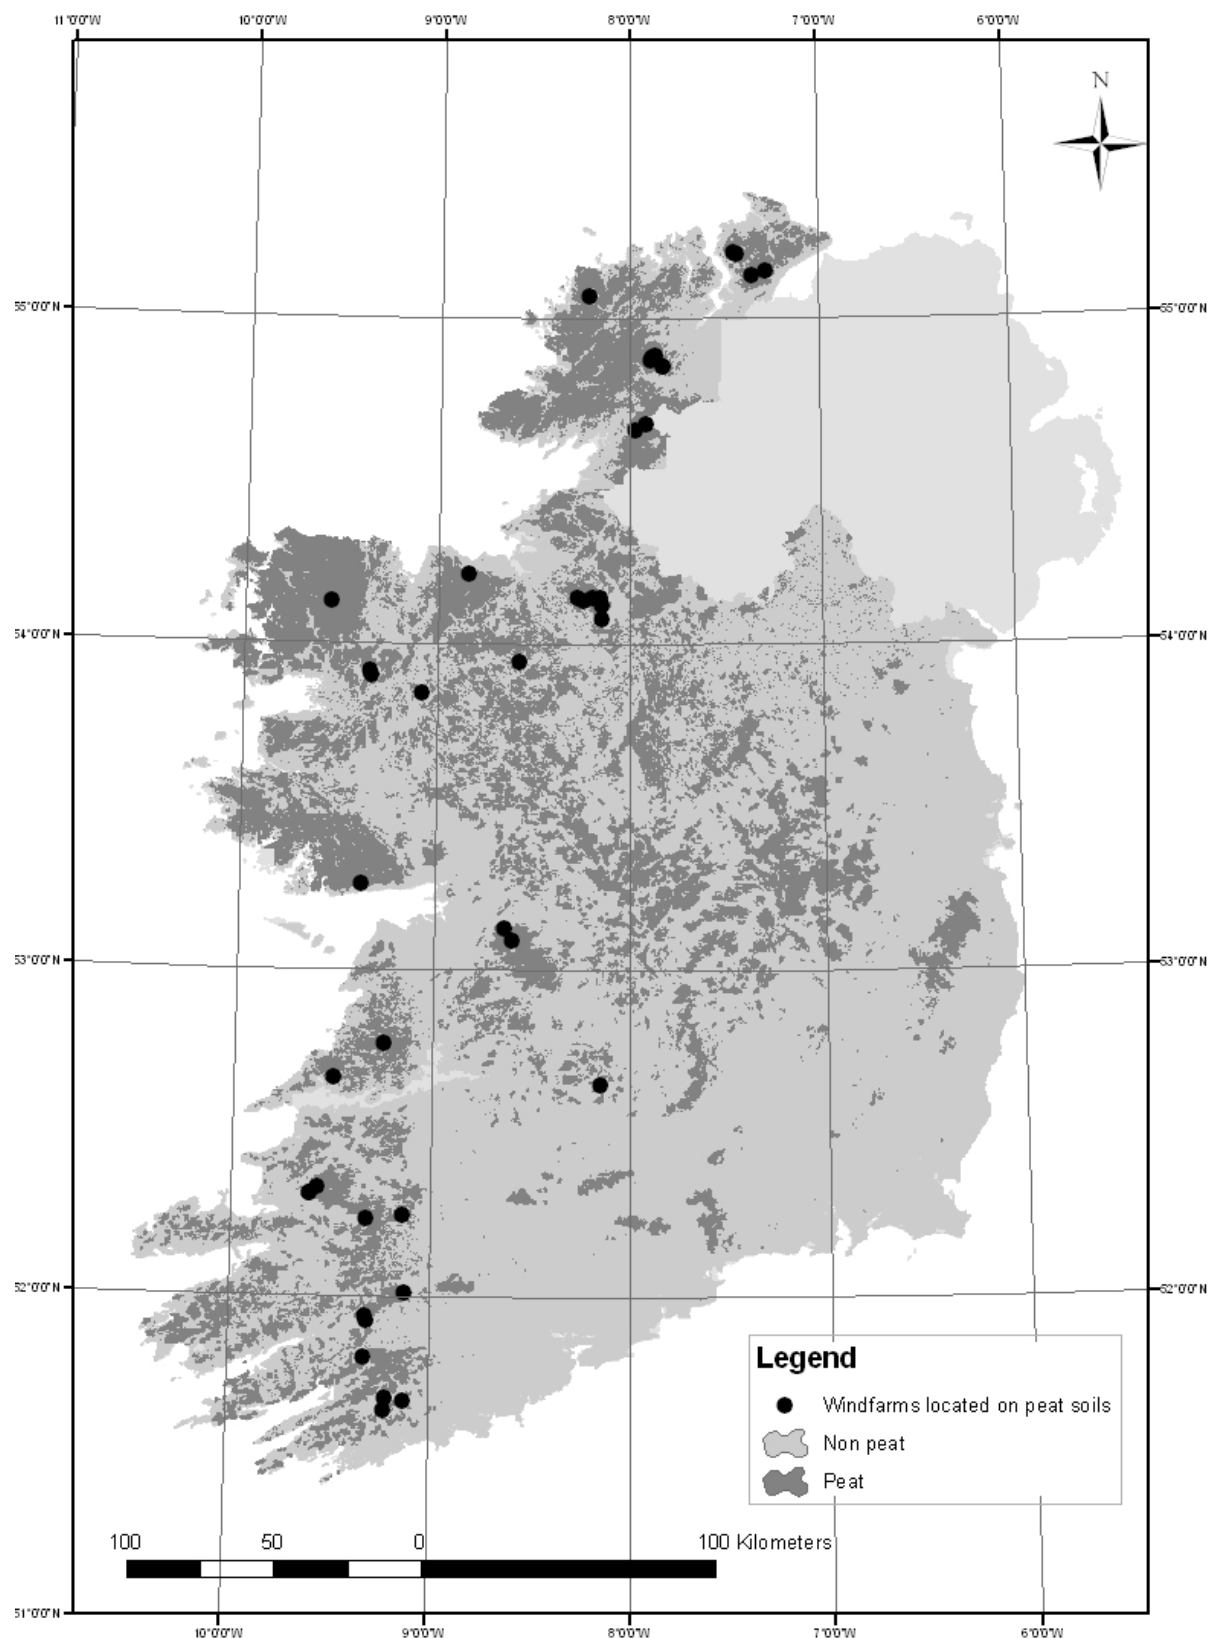 11°0'0"W 10°0'0"W 9°0'0"W 8°0'0"W 7°0'0"W 6°0'0"W
N
55°0'0"N 55°0'0"N
54°0'0"N 54°0'0"N
53°0'0"N 53°0'0"N
52°0'0"N 52°0'0"N
Legend
Windfarms located on peat soils
Non peat
Peat
100 50 0 100 Kilometers
51°0'0"N
10°0'0"W 9°0'0"W 8°0'0"W 7°0'0"W 6°0'0"W